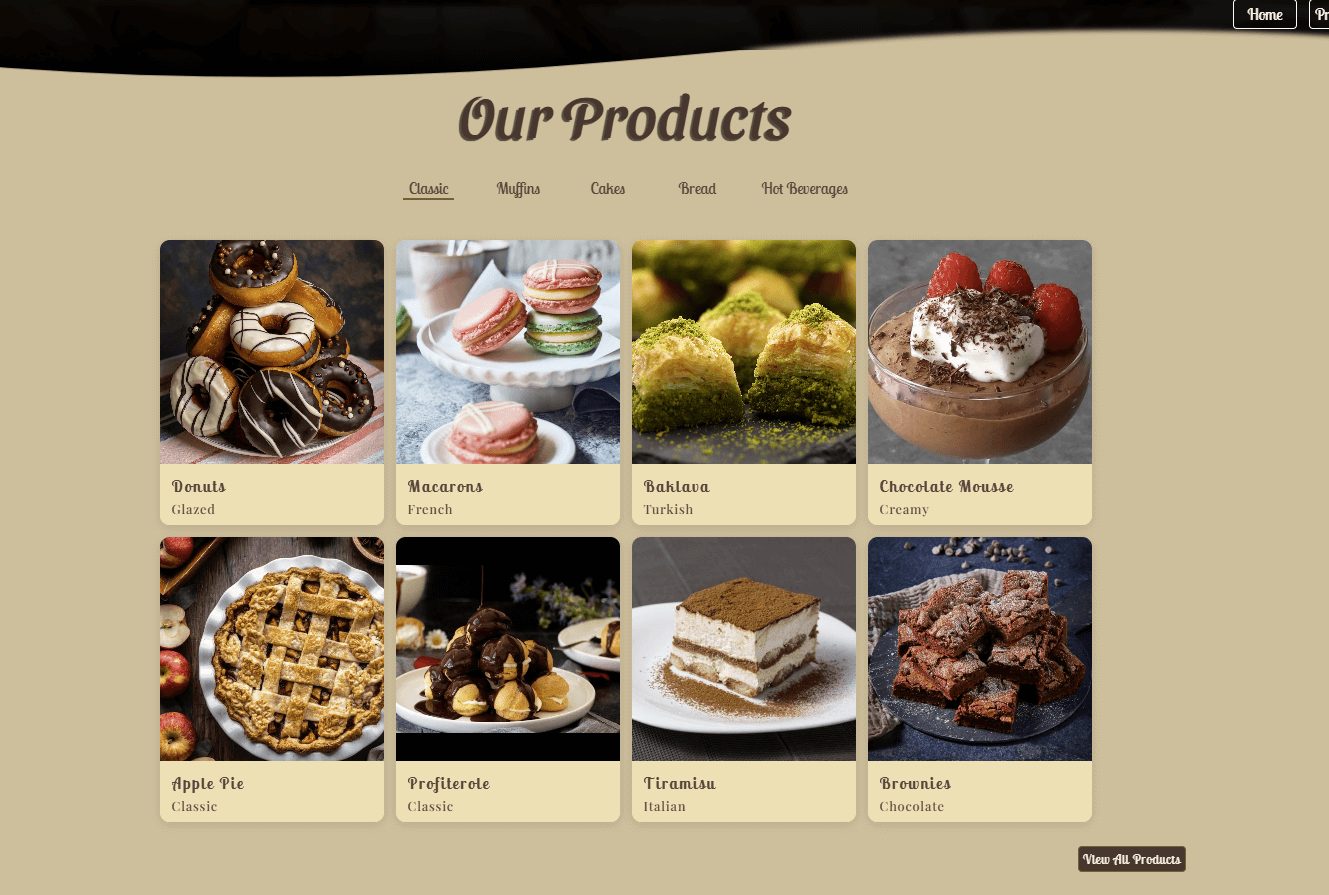 Home
Our Products
Classic Muffins Cakes Bread Hot Beverages
Donuts Macarons Baklava Chocolate Mousse
Glazed French Turkish Creamy
Apple Pie Profiterole Tiramisu Brownies
Classic Classic Italian Chocolate
View All Products